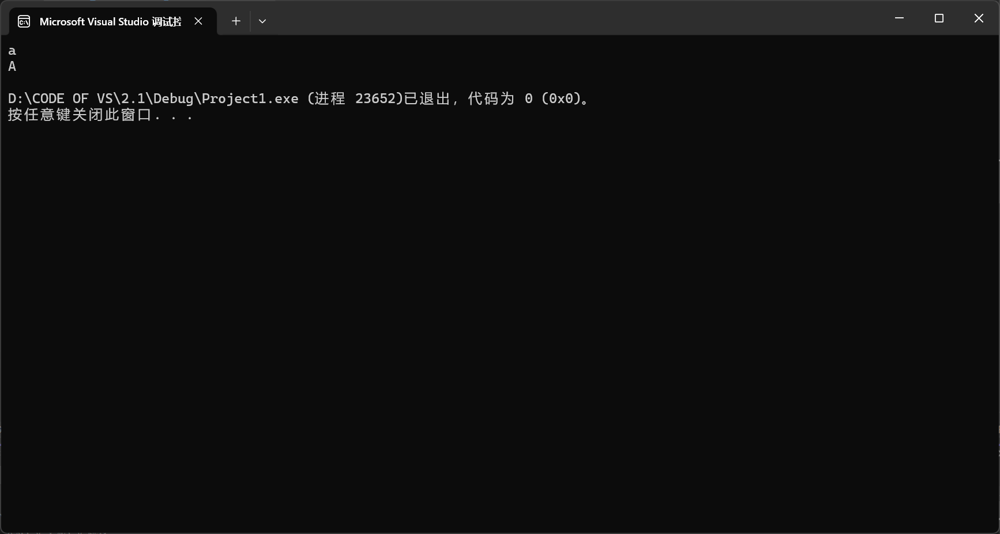 Microsoft Visual Studio 调试控
a
A
D:\CODE OF VS\2.1\Debug\Project1.exe (进程 23652)已退出，代码为 0 (0x0)。
按任意键关闭此窗口. . .